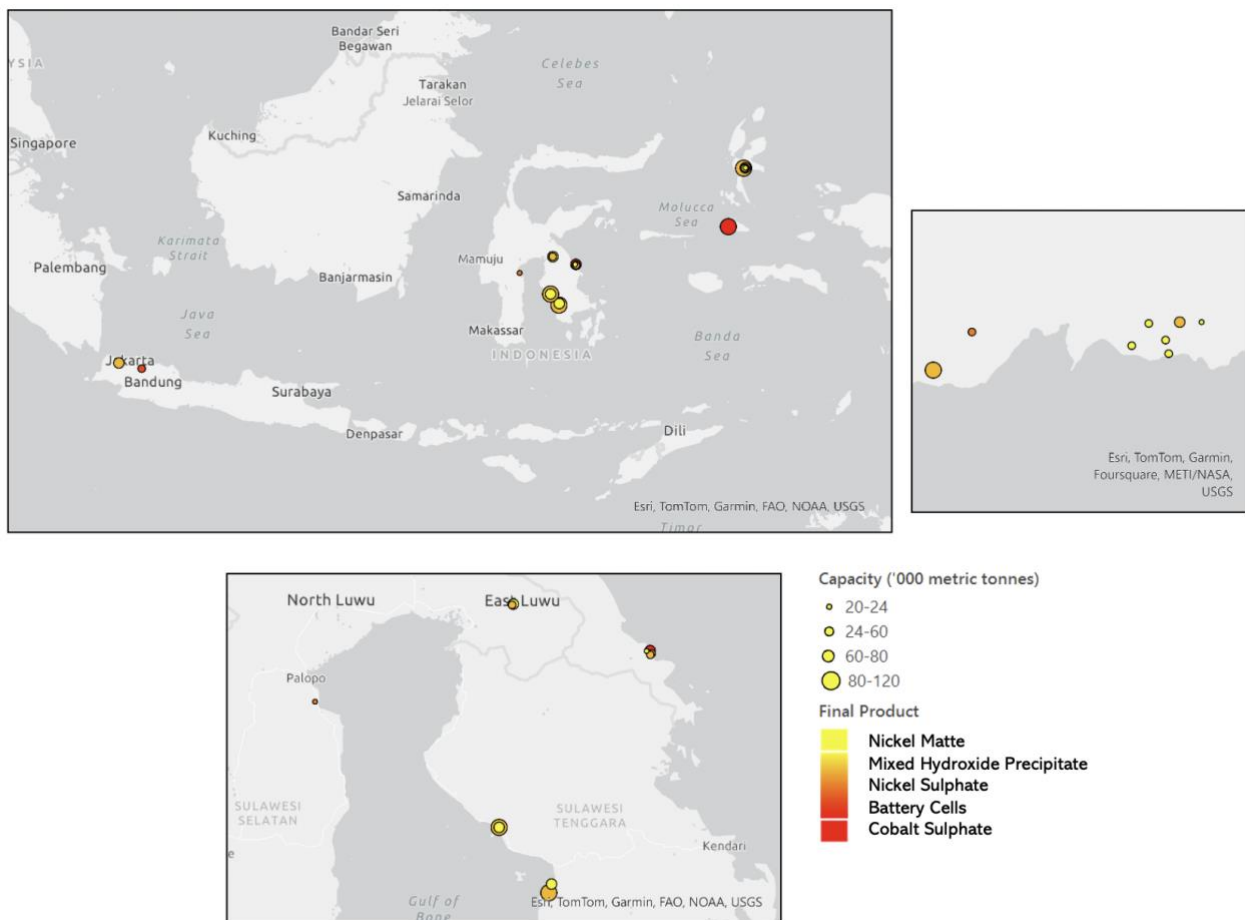 Bandar Seri
Begawan
YSIA
Celebes
Sea
Tarakan
Jelarai Selor
Kuching
Singapore
Samarinda
Molucca
Sea
Karimata
Strait
Palembang
Mamuju
Banjarmasin
Java
Sea
Makassar
INDONESIA
Banda
Sea
Jakarta
Bandung
Surabaya
Denpasar
Dili
Esri, TomTom, Garmin, FAO, NOAA, USGS
Timar
Esri, TomTom, Garmin,
Foursquare, METI/NASA,
USGS
North Luwu
East Luwu
Palopo
SULAWESI
SELATAN
SULAWESI
TENGGARA
Kendari
e
Gulf of
Bone
Esri, TomTom, Garmin, FAO, NOAA, USGS
Capacity ('000 metric tonnes)
20-24
24-60
60-80
80-120
Final Product
Nickel Matte
Mixed Hydroxide Precipitate
Nickel Sulphate
Battery Cells
Cobalt Sulphate